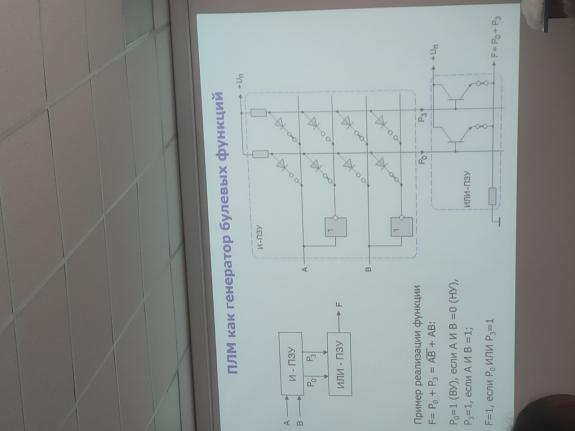 ПЛМ как генератор булевых функций
A
B
И - ПЗУ
P₀
P₃
ИЛИ - ПЗУ
F
И-ПЗУ
+Uп
A
1
B
1
P₀
P₃
+Uп
ИЛИ-ПЗУ
F= P₀ + P₃
Пример реализации функции
F= P₀ + P₃ = A̅B̅ + AB:
P₀=1 (ВУ), если А И В =0 (НУ),
P₃=1, если А И В =1;
F=1, если P₀ ИЛИ P₃=1